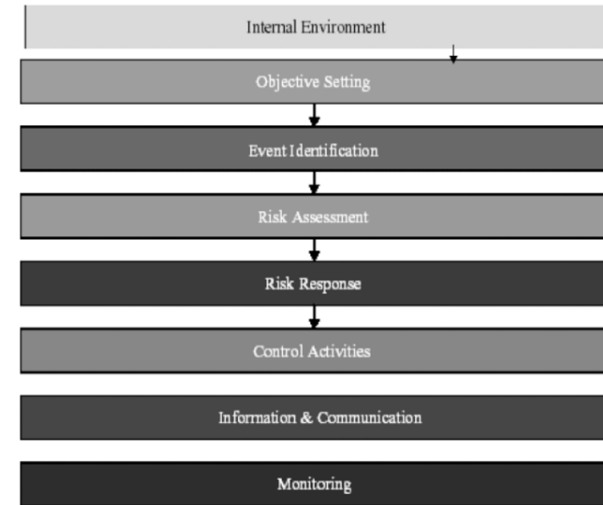 Internal Environment
Objective Setting
Event Identification
Risk Assessment
Risk Response
Control Activities
Information & Communication
Monitoring